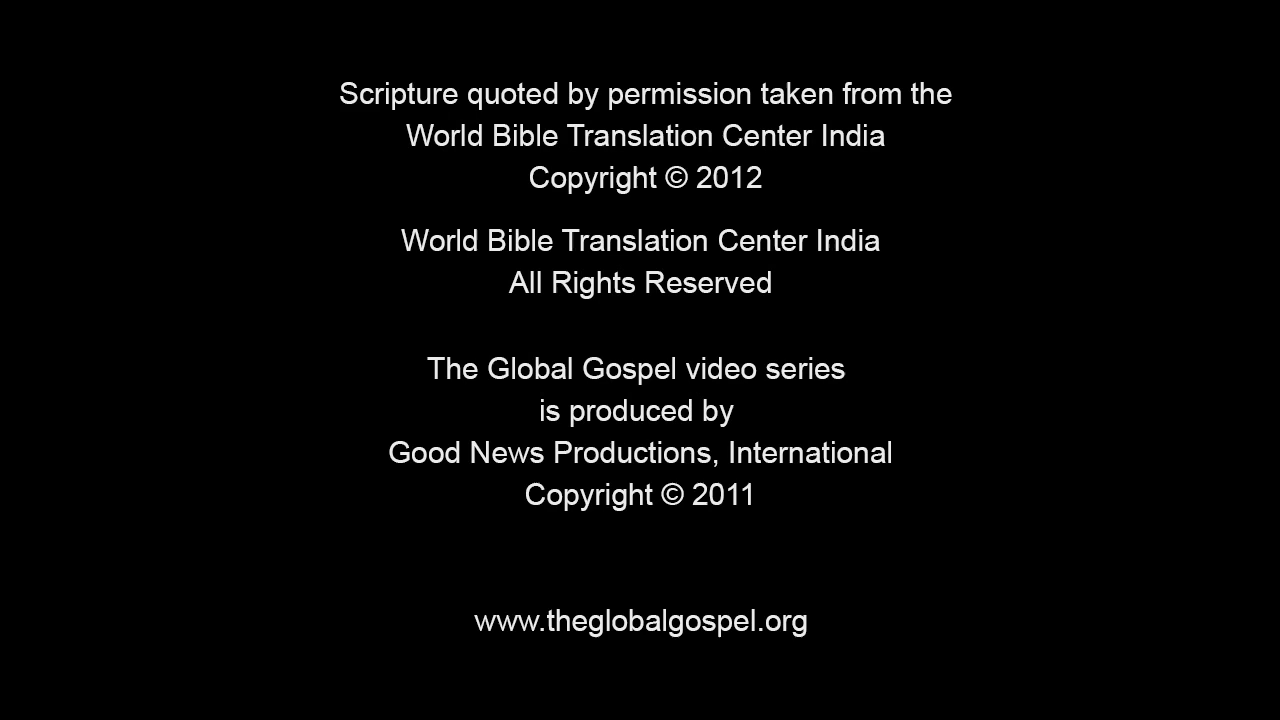 Scripture quoted by permission taken from the
World Bible Translation Center India
Copyright © 2012
World Bible Translation Center India
All Rights Reserved
The Global Gospel video series
is produced by
Good News Productions, International
Copyright © 2011
www.theglobalgospel.org